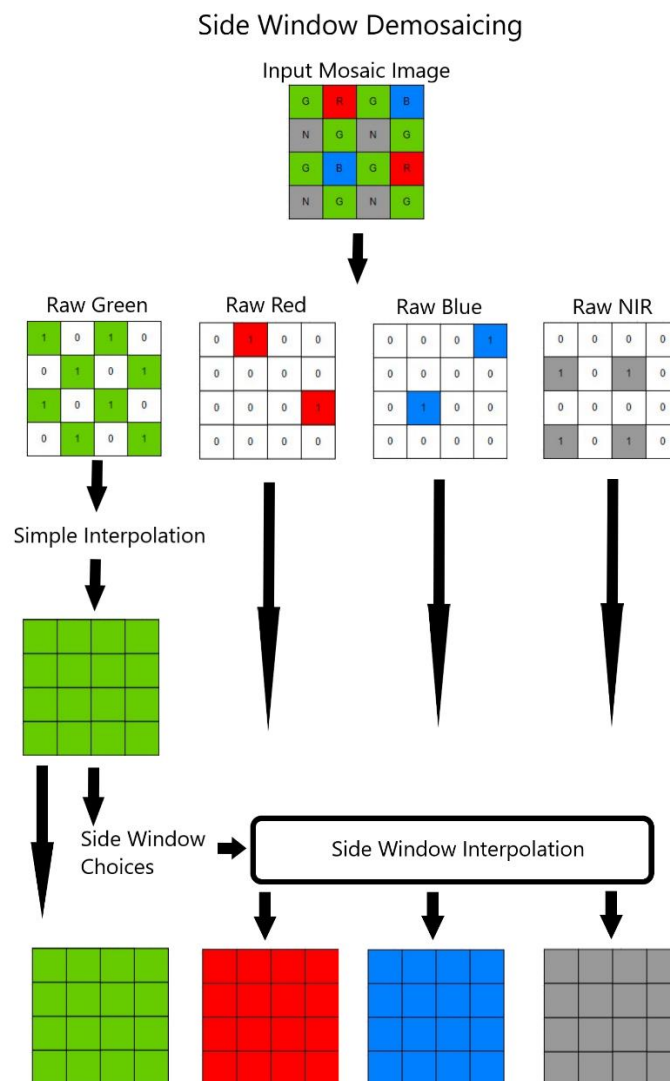 Side Window Demosaicing
Input Mosaic Image
G R G B
N G N G
G B G R
N G N G
Raw Green Raw Red Raw Blue Raw NIR
1 0 1 0 0 1 0 0 0 0 0 1 0 0 0 0
0 1 0 1 0 0 0 0 0 0 0 0 1 0 1 0
1 0 1 0 0 0 0 1 0 1 0 0 0 0 0 0
0 1 0 1 0 0 0 0 0 0 0 0 1 0 1 0
Simple Interpolation
Side Window
Choices
Side Window Interpolation